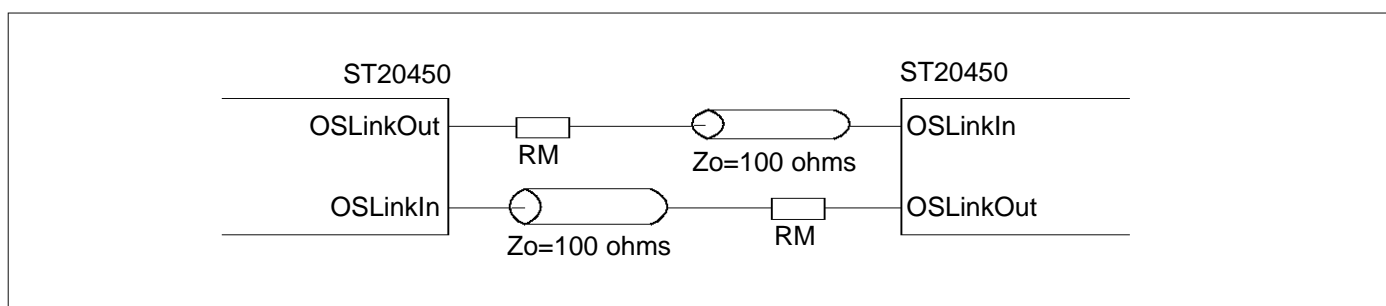 ST20450
ST20450
OSLinkOut
OSLinkIn
RM
Zo=100 ohms
OSLinkIn
OSLinkOut
Zo=100 ohms
RM